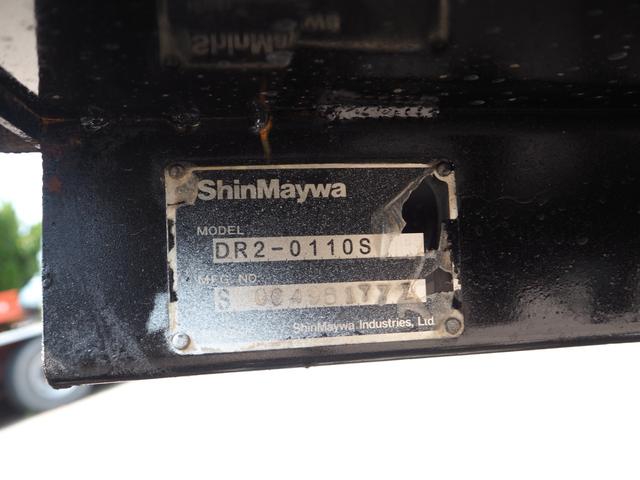 ShinMaywa
MODEL
DR2-0110S
MFG. NO.
ShinMaywa Industries, Ltd